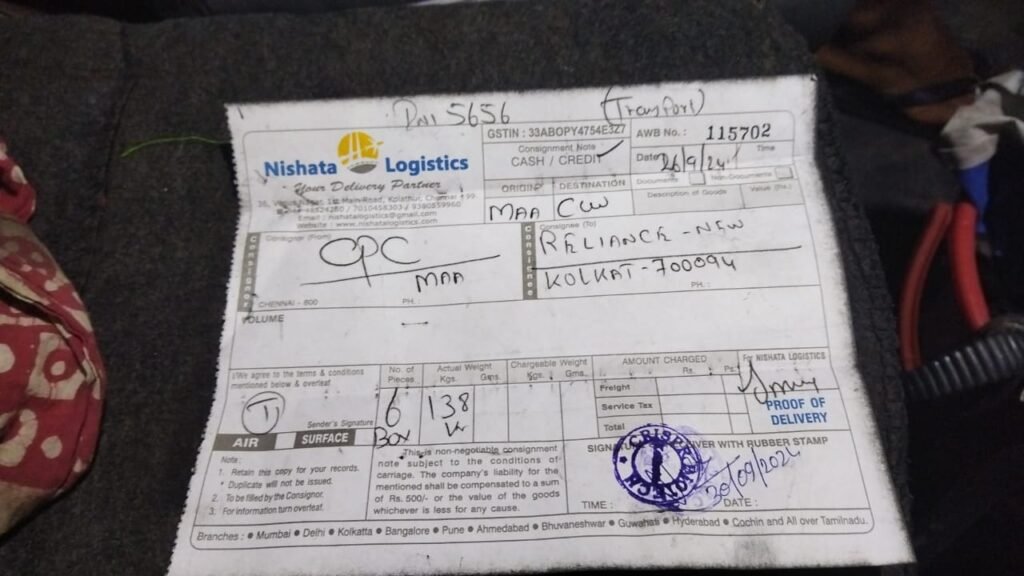 5656 (Transport)
Nishata Logistics
Your Delivery Partner
Main-Road, Kolathur, Chennai
Email : nishatalogistics@gmail.com
Website : www.nishatalogistics.com
GSTIN : 33ABOPY4754E3Z7
Consignment Note
CASH / CREDIT
AWB No. : 115702
Date 26/9/24 Time
ORIGIN DESTINATION
MAA CCU
Documents Non-Documents
Description of Goods Value (Rs.)
Consignor
Consignor (From)
CPC
MAA
CHENNAI - 600 PH. :
Consignee
Consignee (To)
RELIANCE - NEW
KOLKAT-700094
PH. :
VOLUME
I/We agree to the terms & conditions
mentioned below & overleaf.
Sender's Signature
AIR SURFACE
No. of Pieces
6
BOX
Actual Weight
Kgs. Gms.
138
Chargeable Weight
Kgs. Gms.
AMOUNT CHARGED
Rs. Ps.
Freight
Service Tax
Total
For NISHATA LOGISTICS
PROOF OF
DELIVERY
Note :
1. Retain this copy for your records.
* Duplicate will not be issued.
2. To be filled by the Consignor.
3. For information turn overleaf.
This is non-negotiable consignment
note subject to the conditions of
carriage. The company's liability for the
mentioned shall be compensated to a sum
of Rs. 500/- or the value of the goods
whichever is less for any cause.
WITH RUBBER STAMP
30/09/2024
TIME : DATE :
Branches : ● Mumbai ● Delhi ● Kolkatta ● Bangalore ● Pune ● Ahmedabad ● Bhuvaneshwar ● Guwahati ● Hyderabad ● Cochin and All over Tamilnadu.